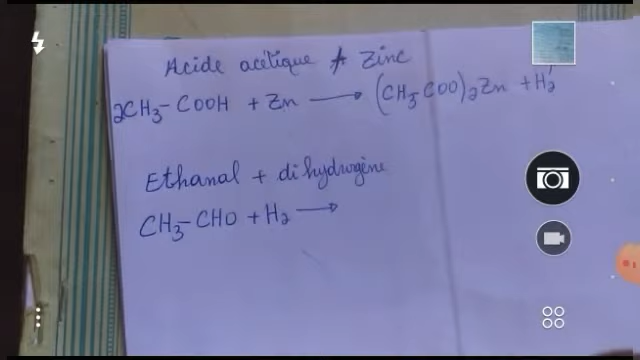 Acide acétique + Zinc
2CH₃-COOH + Zn → (CH₃COO)₂Zn + H₂
Ethanal + dihydrogène
CH₃-CHO + H₂ →